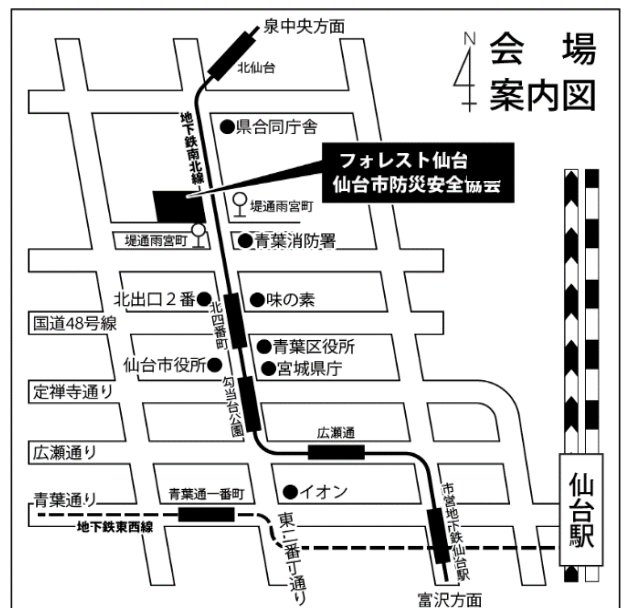 泉中央方面
北仙台
N
会場
案内図
地下鉄南北線
県合同庁舎
フォレスト仙台
仙台市防災安全協会
堤通雨宮町
堤通雨宮町
青葉消防署
北出口2番
味の素
北四番町
国道48号線
青葉区役所
仙台市役所
宮城県庁
定禅寺通り
勾当台公園
広瀬通
広瀬通り
青葉通り
青葉通一番町
イオン
地下鉄東西線
東二番丁通り
市営地下鉄仙台駅
仙台駅
富沢方面